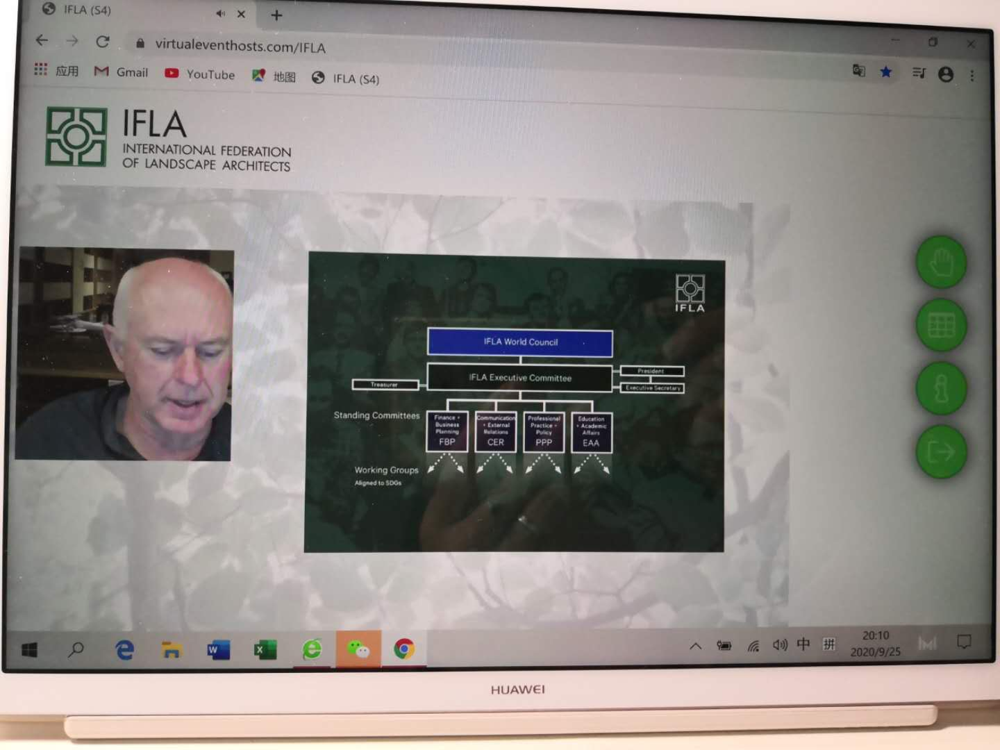 IFLA (S4)
virtualeventhosts.com/IFLA
应用
Gmail
YouTube
地图
IFLA (S4)
IFLA
INTERNATIONAL FEDERATION
OF LANDSCAPE ARCHITECTS
IFLA
IFLA World Council
IFLA Executive Committee
President
Treasurer
Executive Secretary
Standing Committees
Finance +
Business
Planning
FBP
Communication
+ External
Relations
CER
Professional
Practice +
Policy
PPP
Education
+ Academic
Affairs
EAA
Working Groups
Aligned to SDGs
中
拼
20:10
2020/9/25
HUAWEI